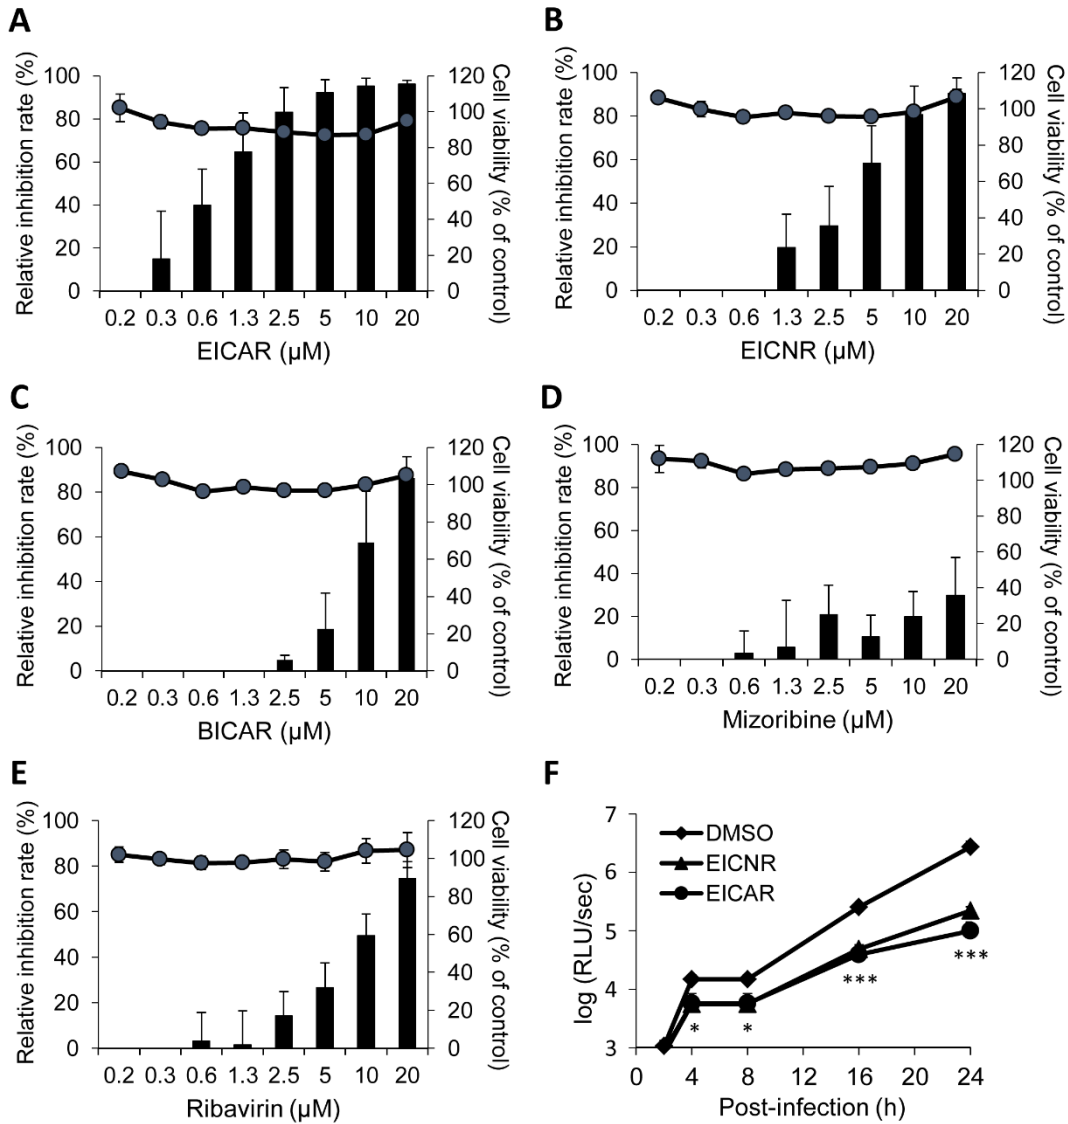 A
Relative inhibition rate (%)
100
80
60
40
20
0
120
100
80
60
40
20
0
Cell viability (% of control)
0.2 0.3 0.6 1.3 2.5 5 10 20
EICAR (μM)
B
Relative inhibition rate (%)
100
80
60
40
20
0
120
100
80
60
40
20
0
Cell viability (% of control)
0.2 0.3 0.6 1.3 2.5 5 10 20
EICNR (μM)
C
Relative inhibition rate (%)
100
80
60
40
20
0
120
100
80
60
40
20
0
Cell viability (% of control)
0.2 0.3 0.6 1.3 2.5 5 10 20
BICAR (μM)
D
Relative inhibition rate (%)
100
80
60
40
20
0
120
100
80
60
40
20
0
Cell viability (% of control)
0.2 0.3 0.6 1.3 2.5 5 10 20
Mizoribine (μM)
E
Relative inhibition rate (%)
100
80
60
40
20
0
120
100
80
60
40
20
0
Cell viability (% of control)
0.2 0.3 0.6 1.3 2.5 5 10 20
Ribavirin (μM)
F
log (RLU/sec)
7
6
5
4
3
DMSO
EICNR
EICAR
* * *** ***
0 4 8 12 16 20 24
Post-infection (h)